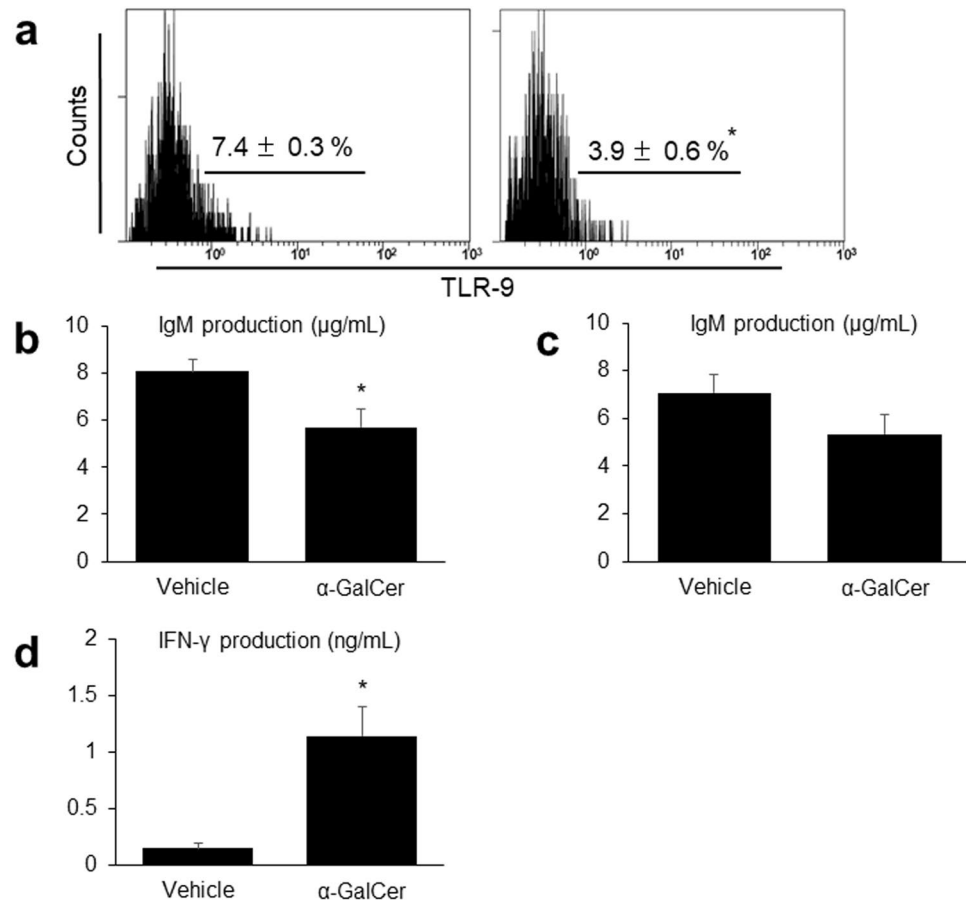 a
Counts
7.4 ± 0.3 %
3.9 ± 0.6 %*
10⁰ 10¹ 10² 10³
10⁰ 10¹ 10² 10³
TLR-9
b
IgM production (µg/mL)
10
8
6
4
2
0
*
Vehicle α-GalCer
c
IgM production (µg/mL)
10
8
6
4
2
0
Vehicle α-GalCer
d
IFN-γ production (ng/mL)
2
1.5
1
0.5
0
*
Vehicle α-GalCer